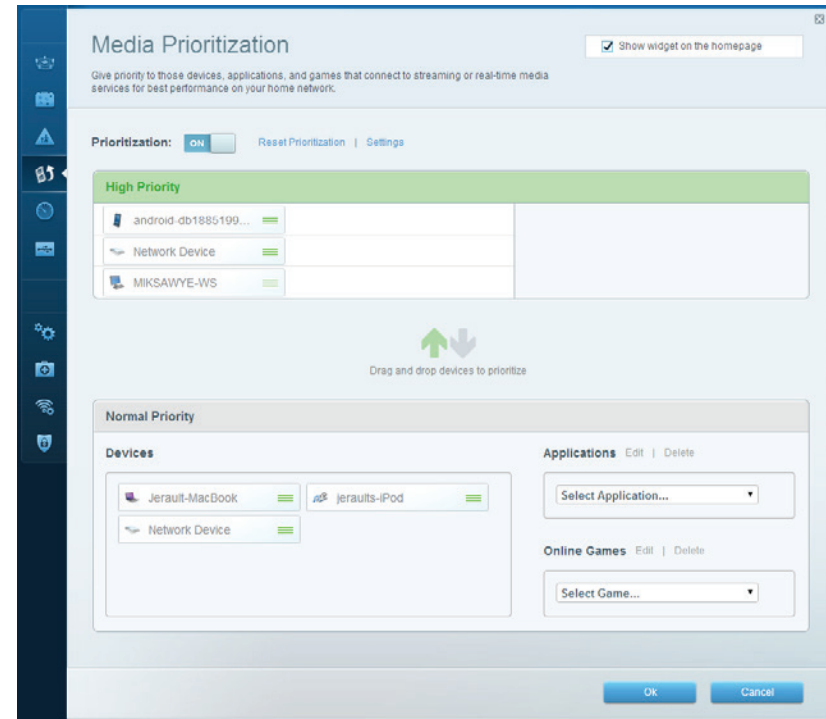 Media Prioritization
Show widget on the homepage
Give priority to those devices, applications, and games that connect to streaming or real-time media
services for best performance on your home network.
Prioritization: ON Reset Prioritization | Settings
High Priority
android-db1885199...
Network Device
MIKSAWYE-WS
Drag and drop devices to prioritize
Normal Priority
Devices
Jerault-MacBook
jeraults-iPod
Network Device
Applications Edit | Delete
Select Application...
Online Games Edit | Delete
Select Game...
Ok
Cancel